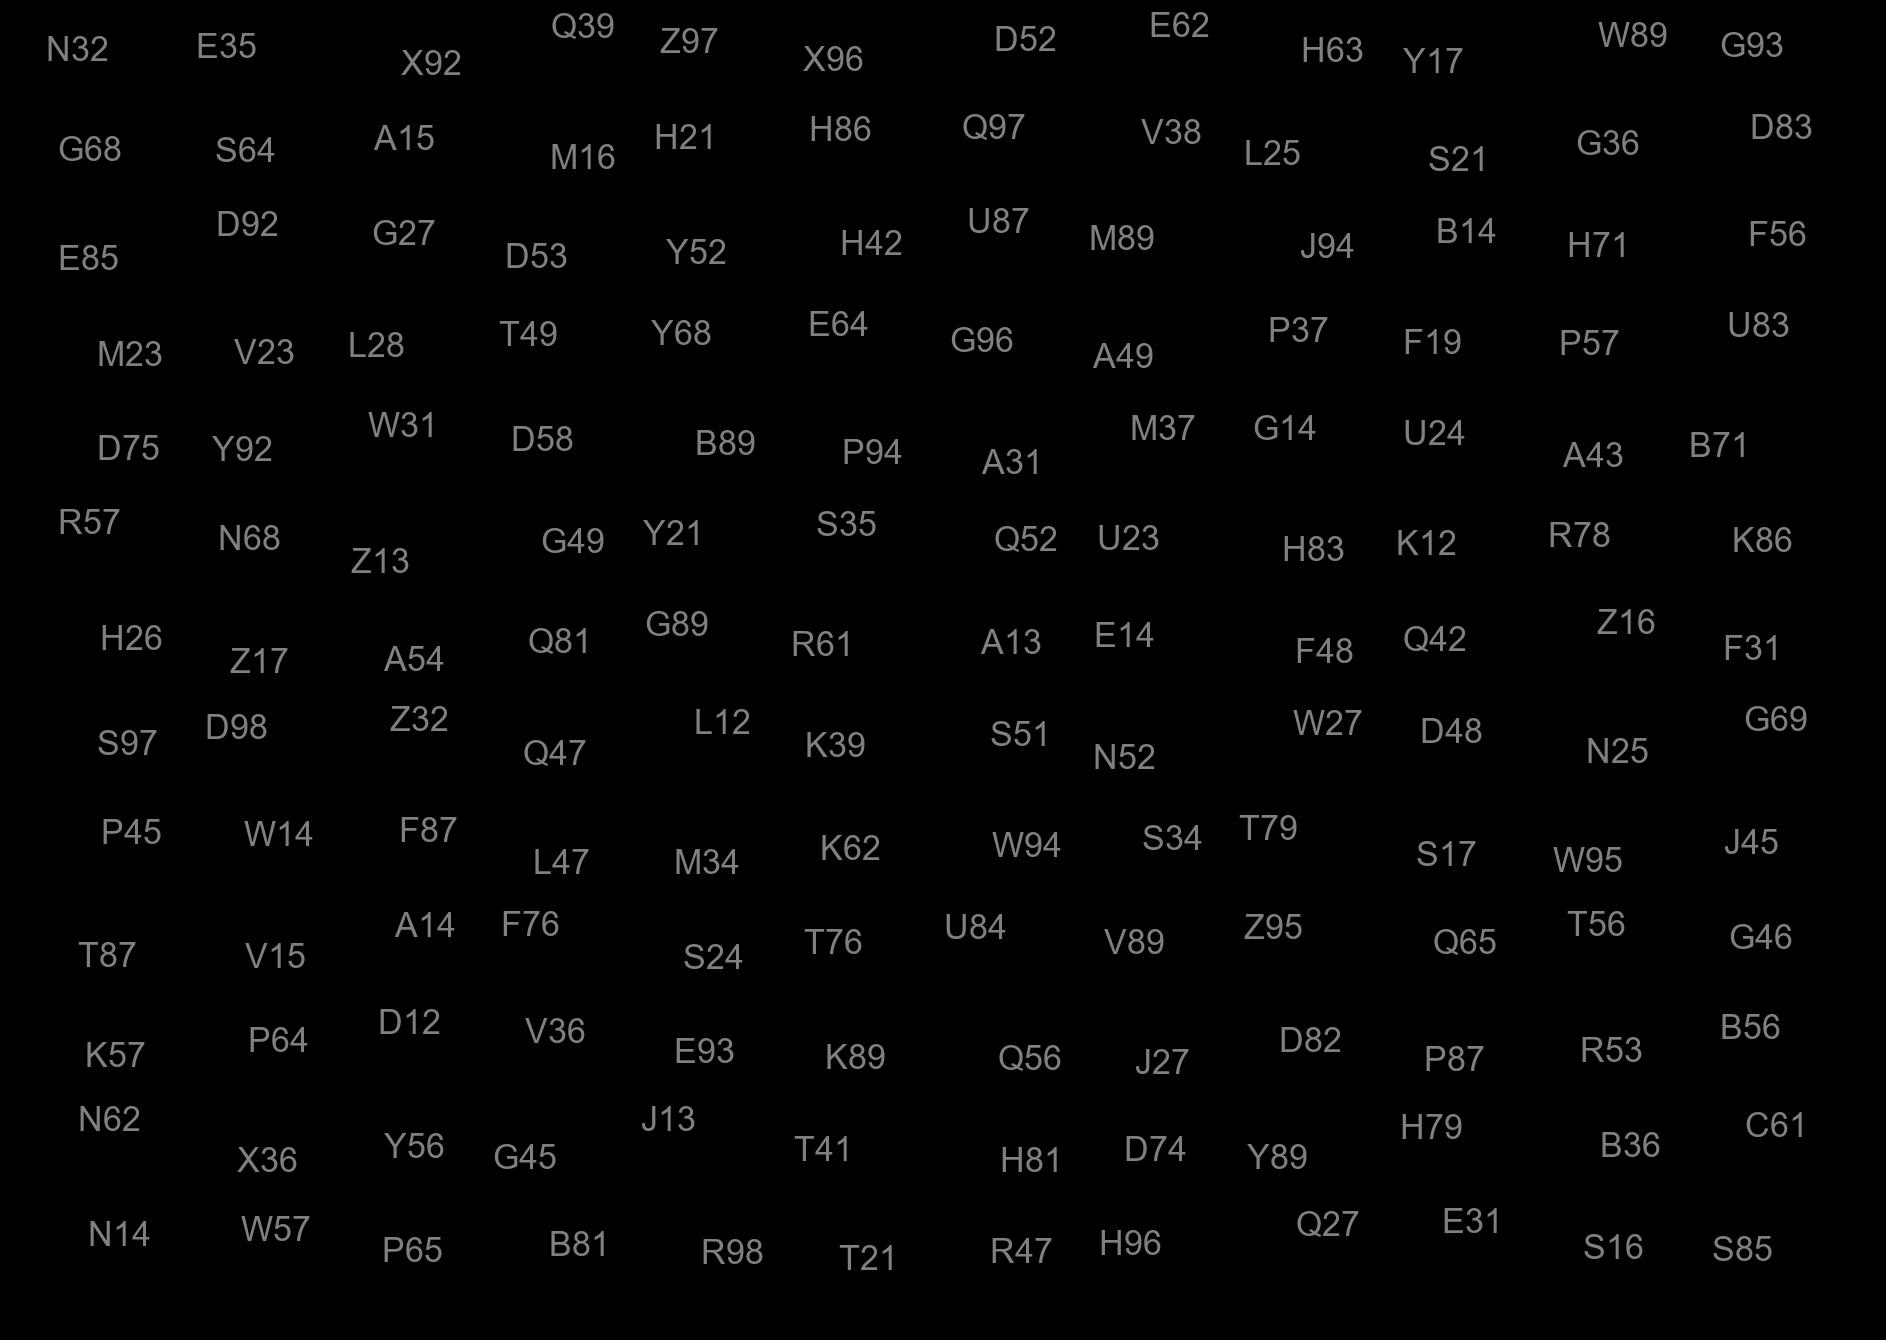 N32 E35 X92 Q39 Z97 X96 D52 E62 H63 Y17 W89 G93
G68 S64 A15 M16 H21 H86 Q97 V38 L25 S21 G36 D83
E85 D92 G27 D53 Y52 H42 U87 M89 J94 B14 H71 F56
M23 V23 L28 T49 Y68 E64 G96 A49 P37 F19 P57 U83
D75 Y92 W31 D58 B89 P94 A31 M37 G14 U24 A43 B71
R57 N68 Z13 G49 Y21 S35 Q52 U23 H83 K12 R78 K86
H26 Z17 A54 Q81 G89 R61 A13 E14 F48 Q42 Z16 F31
S97 D98 Z32 Q47 L12 K39 S51 N52 W27 D48 N25 G69
P45 W14 F87 L47 M34 K62 W94 S34 T79 S17 W95 J45
T87 V15 A14 F76 S24 T76 U84 V89 Z95 Q65 T56 G46
K57 P64 D12 V36 E93 K89 Q56 J27 D82 P87 R53 B56
N62 X36 Y56 G45 J13 T41 H81 D74 Y89 H79 B36 C61
N14 W57 P65 B81 R98 T21 R47 H96 Q27 E31 S16 S85